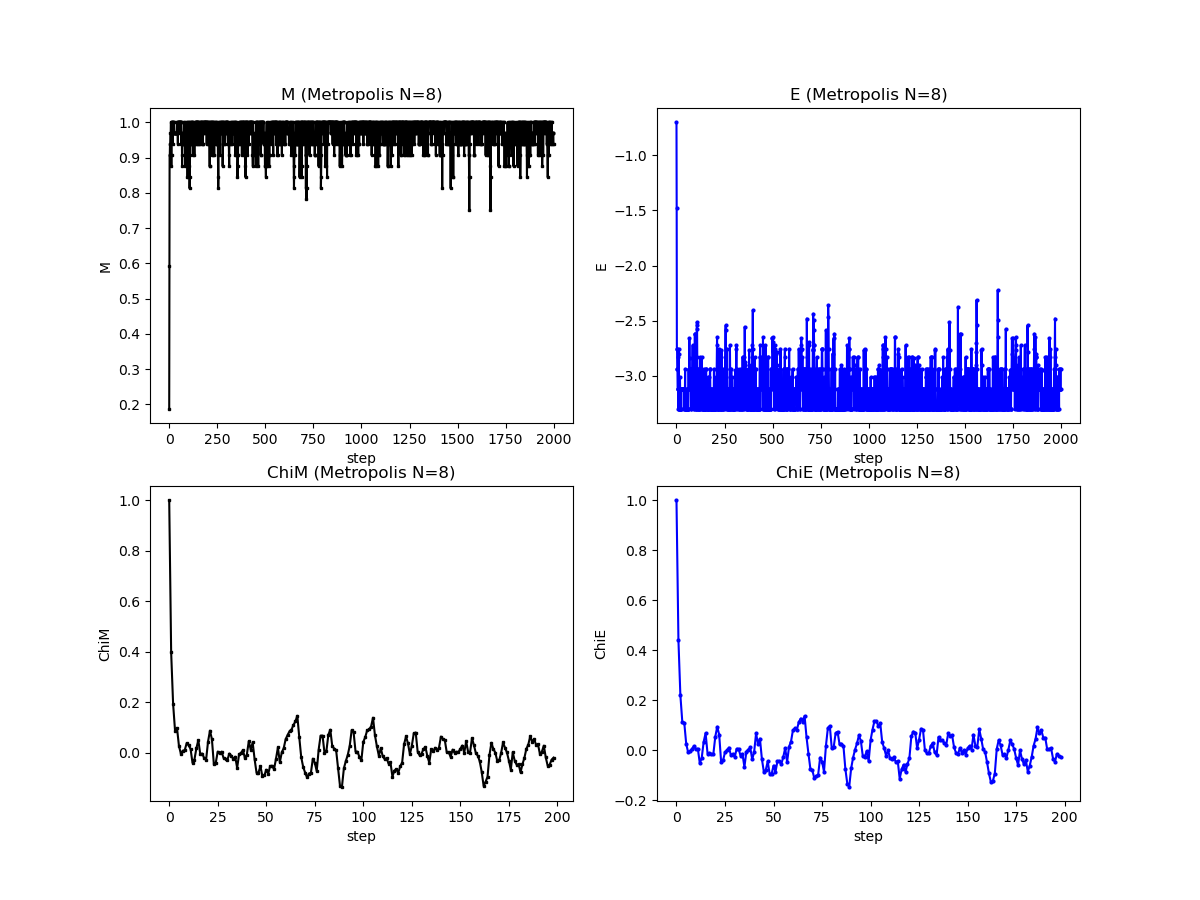 M (Metropolis N=8)
1.0
0.9
0.8
0.7
0.6
0.5
0.4
0.3
0.2
M
0 250 500 750 1000 1250 1500 1750 2000
step
E (Metropolis N=8)
−1.0
−1.5
−2.0
−2.5
−3.0
E
0 250 500 750 1000 1250 1500 1750 2000
step
ChiM (Metropolis N=8)
1.0
0.8
0.6
0.4
0.2
0.0
ChiM
0 25 50 75 100 125 150 175 200
step
ChiE (Metropolis N=8)
1.0
0.8
0.6
0.4
0.2
0.0
−0.2
ChiE
0 25 50 75 100 125 150 175 200
step